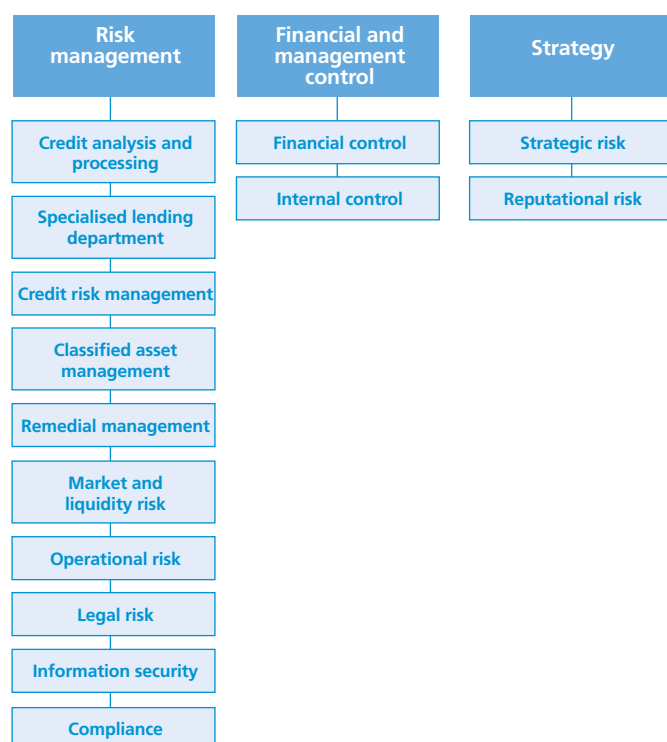 Risk
management
Credit analysis and
processing
Specialised lending
department
Credit risk management
Classified asset
management
Remedial management
Market and
liquidity risk
Operational risk
Legal risk
Information security
Compliance
Financial and
management
control
Financial control
Internal control
Strategy
Strategic risk
Reputational risk